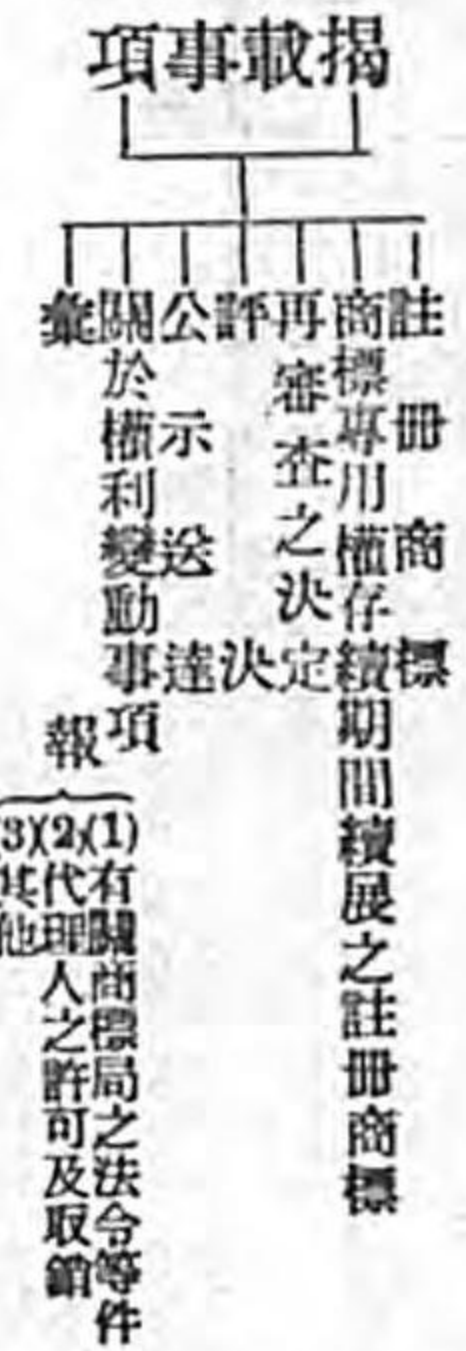 揭載事項
註冊商標
商標專用權存續期間續展之註冊商標
再審查之決定
評決
公示送達
關於權利變動事項
彙報
(1)有關商標局之法令等件
(2)代理人之許可及取銷
(3)其他